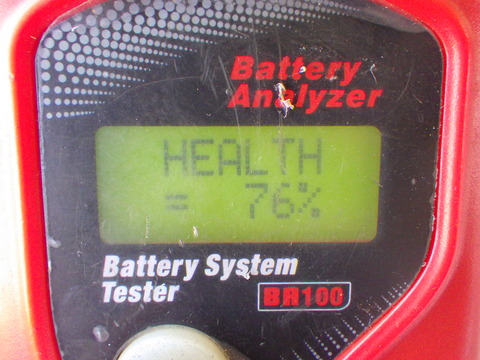 Battery
Analyzer
HEALTH
= 76%
Battery System
Tester
BR100